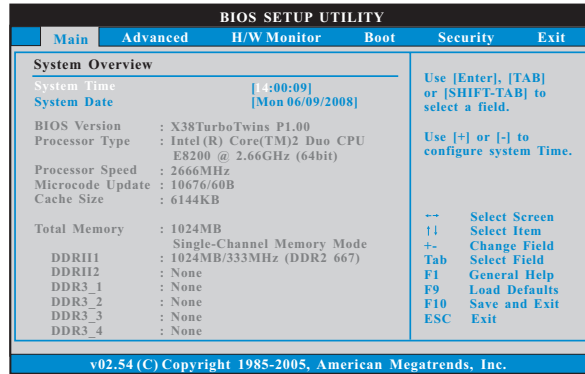 BIOS SETUP UTILITY
Main Advanced H/W Monitor Boot Security Exit
System Overview
System Time [14:00:09]
System Date [Mon 06/09/2008]
BIOS Version : X38TurboTwins P1.00
Processor Type : Intel (R) Core(TM)2 Duo CPU
E8200 @ 2.66GHz (64bit)
Processor Speed : 2666MHz
Microcode Update : 10676/60B
Cache Size : 6144KB
Total Memory : 1024MB
Single-Channel Memory Mode
DDRII1 : 1024MB/333MHz (DDR2 667)
DDRII2 : None
DDR3_1 : None
DDR3_2 : None
DDR3_3 : None
DDR3_4 : None
Use [Enter], [TAB]
or [SHIFT-TAB] to
select a field.
Use [+] or [-] to
configure system Time.
←→ Select Screen
↑↓ Select Item
+- Change Field
Tab Select Field
F1 General Help
F9 Load Defaults
F10 Save and Exit
ESC Exit
v02.54 (C) Copyright 1985-2005, American Megatrends, Inc.